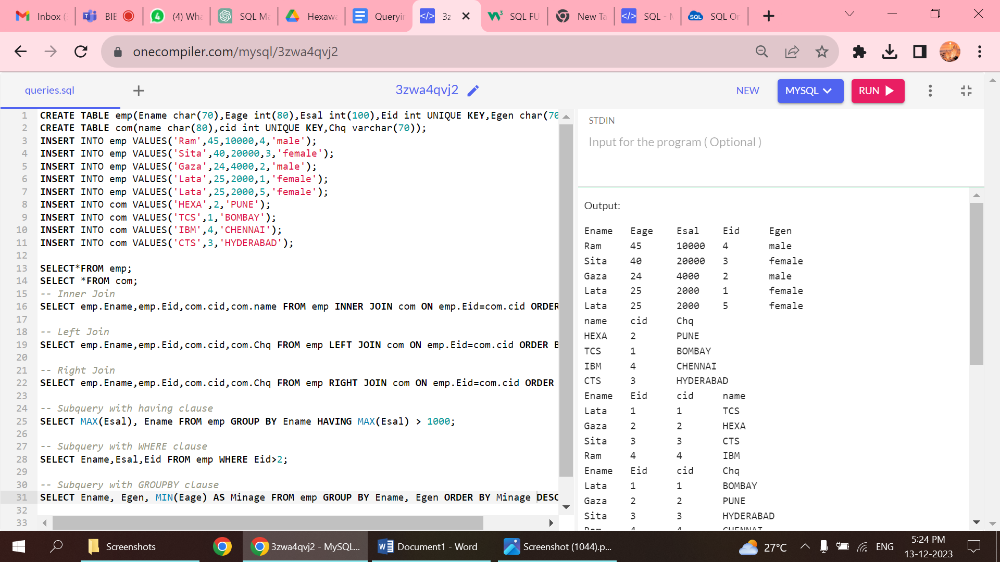 Inbox (
BIE
(4) Wha
SQL Ma
Hexawa
Queryin
3z
SQL FU
New Ta
SQL - M
SQL On
onecompiler.com/mysql/3zwa4qvj2
queries.sql
3zwa4qvj2
NEW
MYSQL
RUN
1 CREATE TABLE emp(Ename char(70),Eage int(80),Esal int(100),Eid int UNIQUE KEY,Egen char(70
2 CREATE TABLE com(name char(80),cid int UNIQUE KEY,Chq varchar(70));
3 INSERT INTO emp VALUES('Ram',45,10000,4,'male');
4 INSERT INTO emp VALUES('Sita',40,20000,3,'female');
5 INSERT INTO emp VALUES('Gaza',24,4000,2,'male');
6 INSERT INTO emp VALUES('Lata',25,2000,1,'female');
7 INSERT INTO emp VALUES('Lata',25,2000,5,'female');
8 INSERT INTO com VALUES('HEXA',2,'PUNE');
9 INSERT INTO com VALUES('TCS',1,'BOMBAY');
10 INSERT INTO com VALUES('IBM',4,'CHENNAI');
11 INSERT INTO com VALUES('CTS',3,'HYDERABAD');
12
13 SELECT*FROM emp;
14 SELECT *FROM com;
15 -- Inner Join
16 SELECT emp.Ename,emp.Eid,com.cid,com.name FROM emp INNER JOIN com ON emp.Eid=com.cid ORDER
17
18 -- Left Join
19 SELECT emp.Ename,emp.Eid,com.cid,com.Chq FROM emp LEFT JOIN com ON emp.Eid=com.cid ORDER B
20
21 -- Right Join
22 SELECT emp.Ename,emp.Eid,com.cid,com.Chq FROM emp RIGHT JOIN com ON emp.Eid=com.cid ORDER
23
24 -- Subquery with having clause
25 SELECT MAX(Esal), Ename FROM emp GROUP BY Ename HAVING MAX(Esal) > 1000;
26
27 -- Subquery with WHERE clause
28 SELECT Ename,Esal,Eid FROM emp WHERE Eid>2;
29
30 -- Subquery with GROUPBY clause
31 SELECT Ename, Egen, MIN(Eage) AS Minage FROM emp GROUP BY Ename, Egen ORDER BY Minage DESC
32
33
STDIN
Input for the program ( Optional )
Output:
Ename Eage Esal Eid Egen
Ram 45 10000 4 male
Sita 40 20000 3 female
Gaza 24 4000 2 male
Lata 25 2000 1 female
Lata 25 2000 5 female
name cid Chq
HEXA 2 PUNE
TCS 1 BOMBAY
IBM 4 CHENNAI
CTS 3 HYDERABAD
Ename Eid cid name
Lata 1 1 TCS
Gaza 2 2 HEXA
Sita 3 3 CTS
Ram 4 4 IBM
Ename Eid cid Chq
Lata 1 1 BOMBAY
Gaza 2 2 PUNE
Sita 3 3 HYDERABAD
Ram 4 4 CHENNAI
Screenshots
3zwa4qvj2 - MySQL...
Document1 - Word
Screenshot (1044).p...
27°C
ENG
5:24 PM
13-12-2023